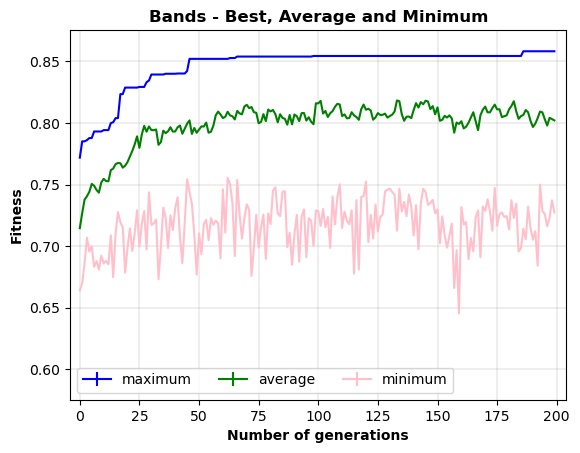 Bands - Best, Average and Minimum
Fitness
0.85
0.80
0.75
0.70
0.65
0.60
maximum average minimum
0 25 50 75 100 125 150 175 200
Number of generations